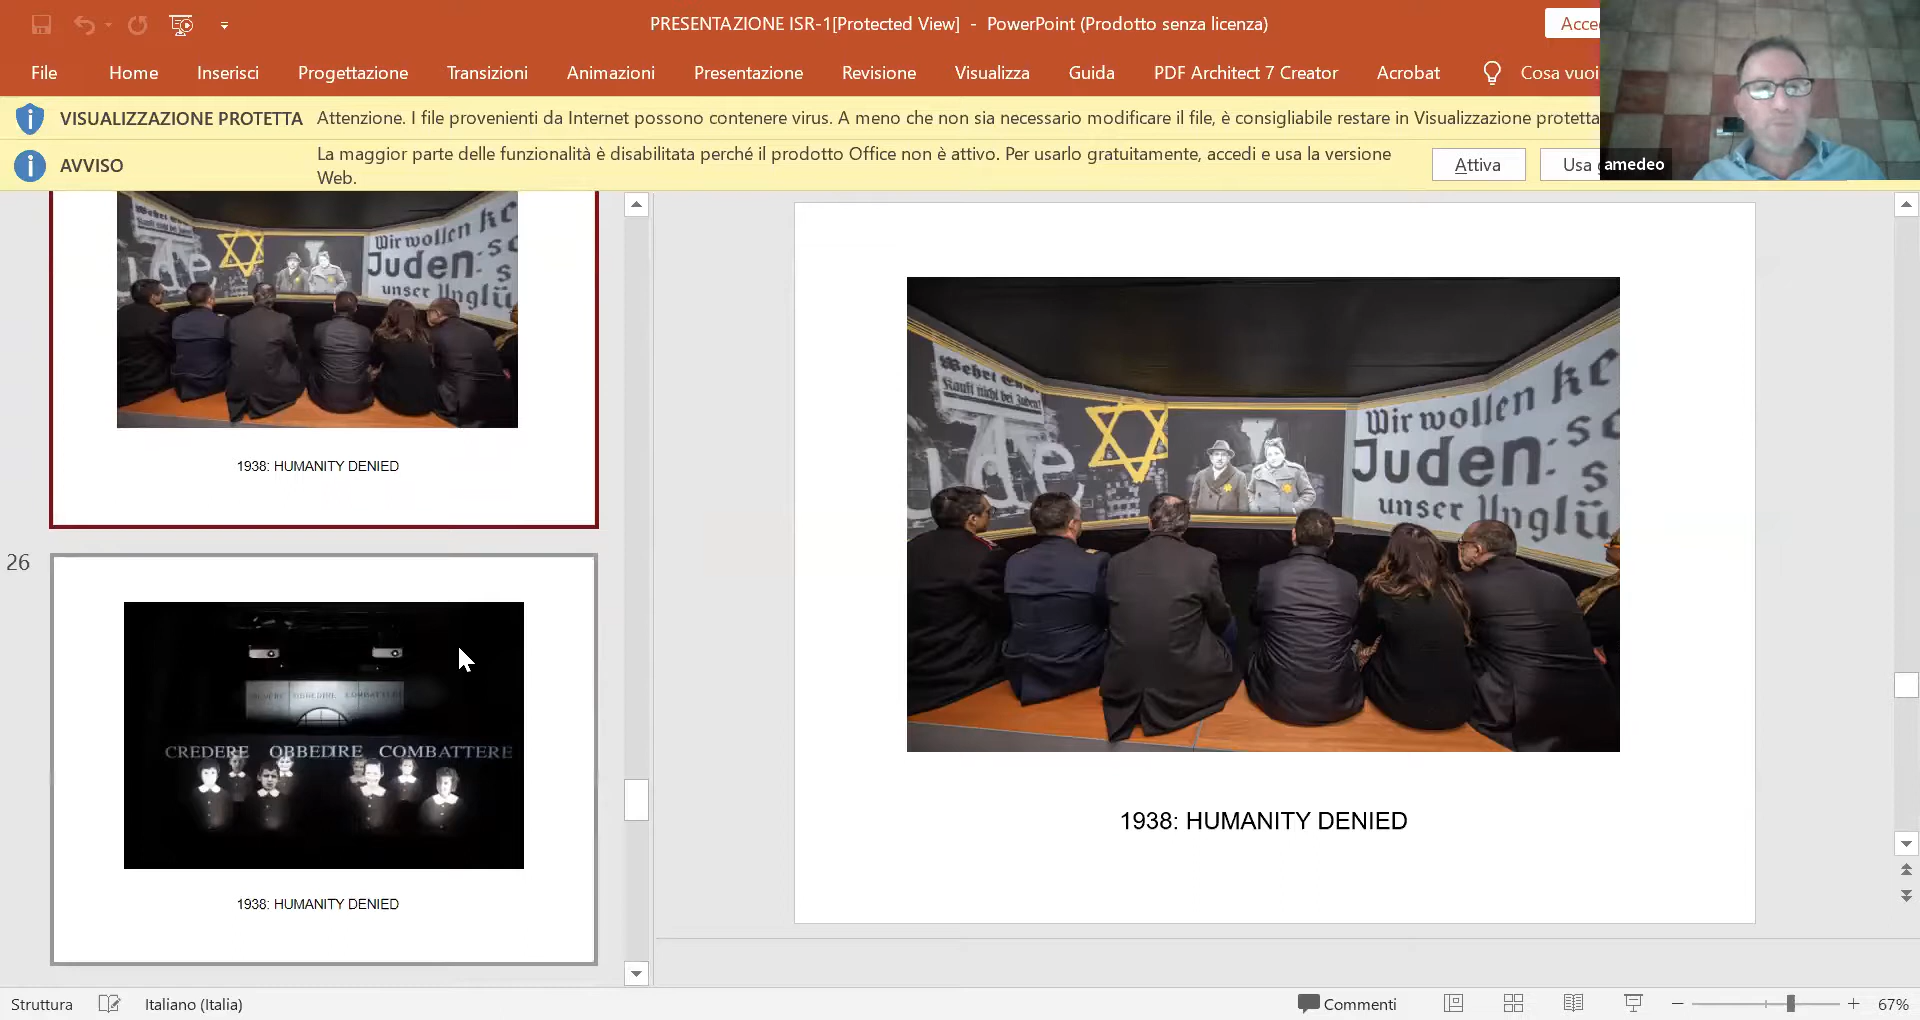 PRESENTAZIONE ISR-1[Protected View] - PowerPoint (Prodotto senza licenza)
File Home Inserisci Progettazione Transizioni Animazioni Presentazione Revisione Visualizza Guida PDF Architect 7 Creator Acrobat Cosa vuoi
VISUALIZZAZIONE PROTETTA Attenzione. I file provenienti da Internet possono contenere virus. A meno che non sia necessario modificare il file, è consigliabile restare in Visualizzazione protetta
AVVISO La maggior parte delle funzionalità è disabilitata perché il prodotto Office non è attivo. Per usarlo gratuitamente, accedi e usa la versione
Web.
Attiva
Usa
amedeo
Wir wollen
Juden
unser
1938: HUMANITY DENIED
26
CREDERE OBBEDIRE COMBATTERE
1938: HUMANITY DENIED
Kauft nicht bei Juden!
Wir wollen
Juden-
unser
1938: HUMANITY DENIED
Struttura Italiano (Italia) Commenti 67%